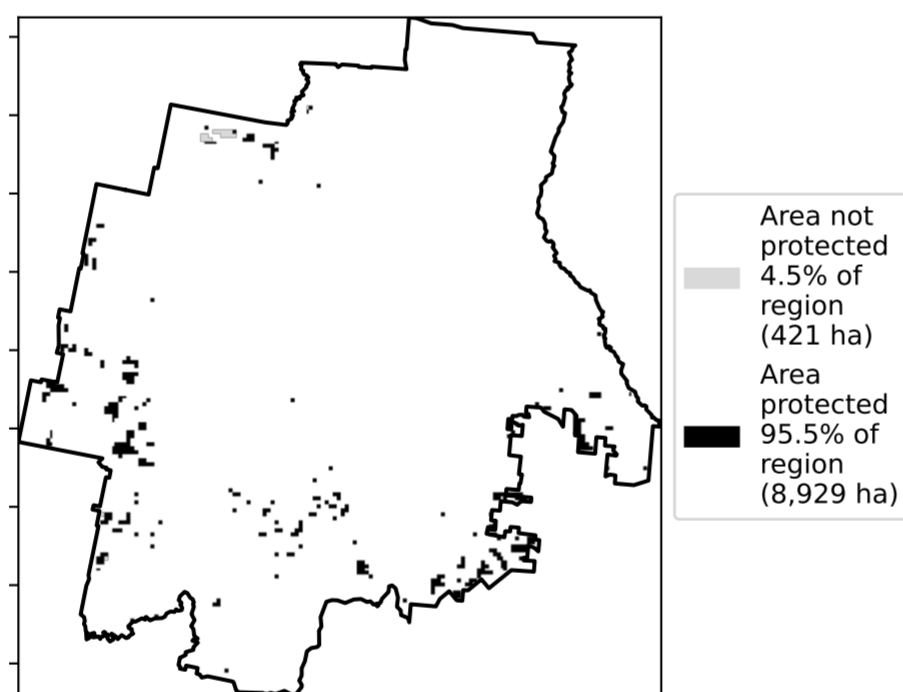 Area not
protected
4.5% of
region
(421 ha)
Area
protected
95.5% of
region
(8,929 ha)